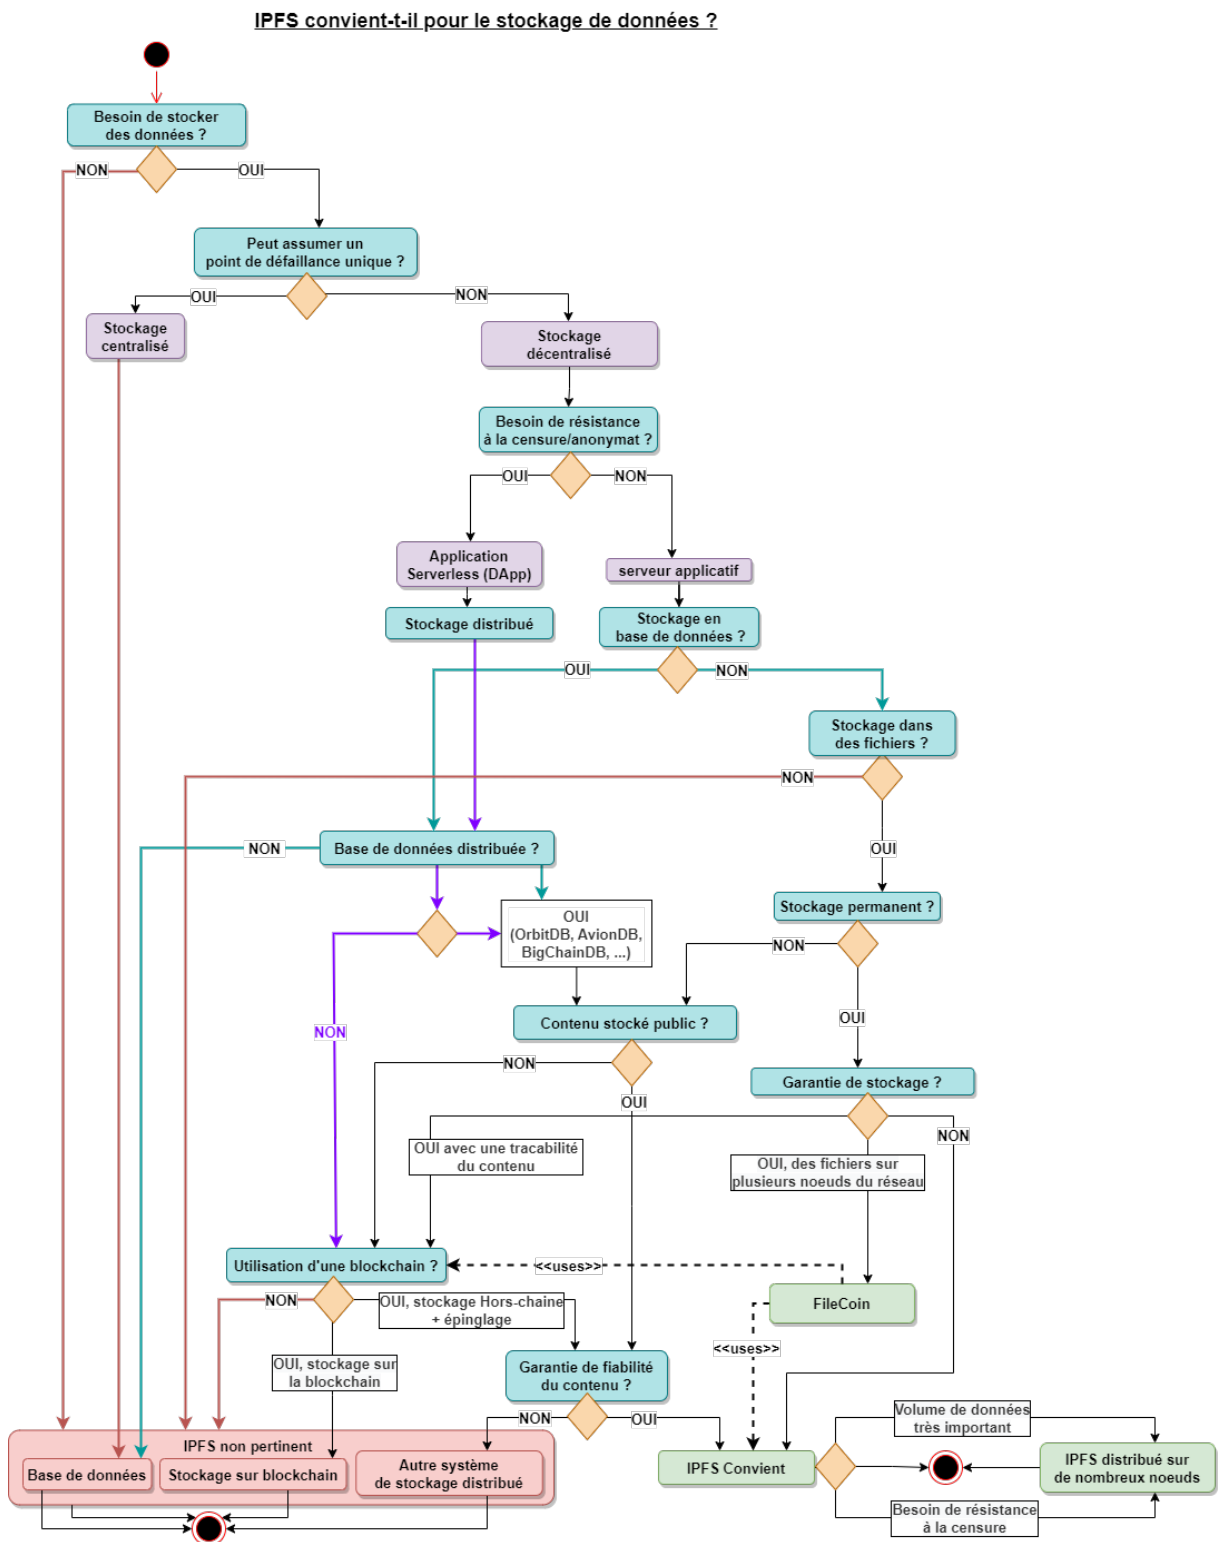 IPFS convient-t-il pour le stockage de données ?
Besoin de stocker
des données ?
NON
OUI
Peut assumer un
point de défaillance unique ?
OUI
NON
Stockage
centralisé
Stockage
décentralisé
Besoin de résistance
à la censure/anonymat ?
OUI
NON
Application
Serverless (DApp)
serveur applicatif
Stockage distribué
Stockage en
base de données ?
OUI
NON
Stockage dans
des fichiers ?
NON
OUI
Base de données distribuée ?
NON
OUI
(OrbitDB, AvionDB,
BigChainDB, ...)
Stockage permanent ?
NON
OUI
NON
Contenu stocké public ?
NON
OUI
Garantie de stockage ?
OUI avec une tracabilité
du contenu
OUI, des fichiers sur
plusieurs noeuds du réseau
NON
Utilisation d'une blockchain ?
<<uses>>
FileCoin
<<uses>>
NON
OUI, stockage Hors-chaine
+ épinglage
OUI, stockage sur
la blockchain
Garantie de fiabilité
du contenu ?
NON
OUI
IPFS non pertinent
Base de données
Stockage sur blockchain
Autre système
de stockage distribué
IPFS Convient
Volume de données
très important
IPFS distribué sur
de nombreux noeuds
Besoin de résistance
à la censure